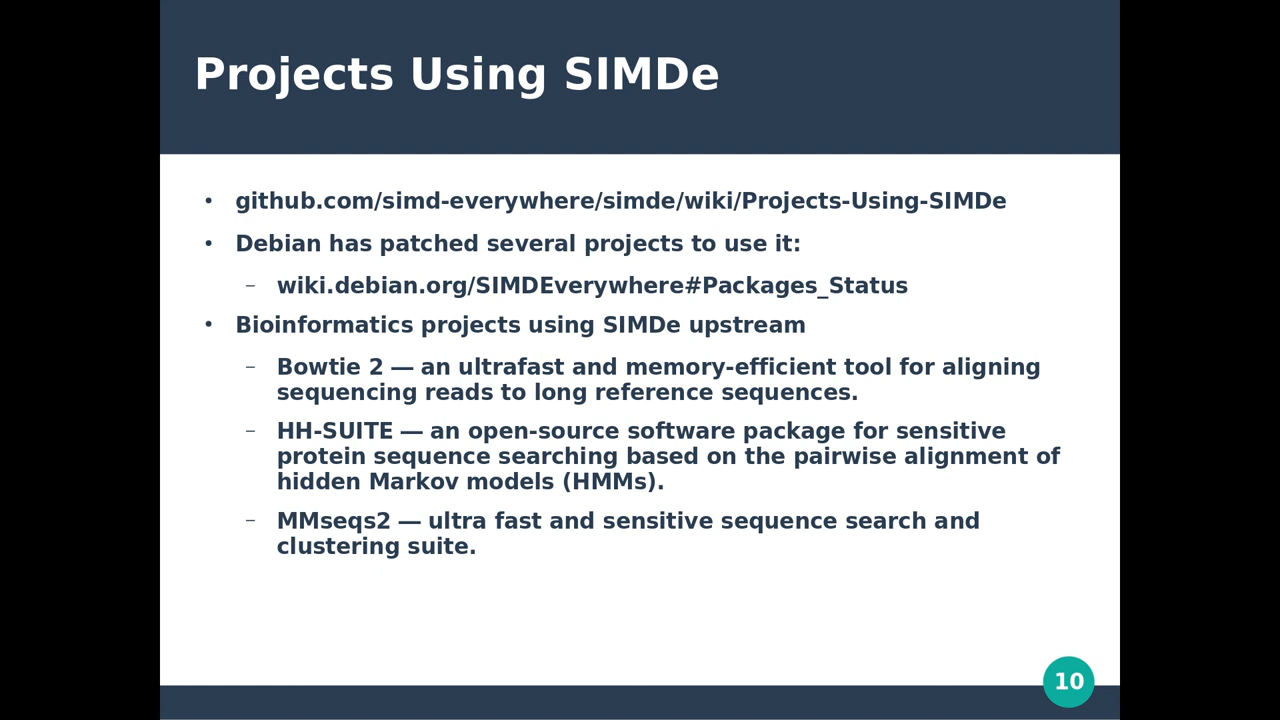 Projects Using SIMDe
• github.com/simd-everywhere/simde/wiki/Projects-Using-SIMDe
• Debian has patched several projects to use it:
– wiki.debian.org/SIMDEverywhere#Packages_Status
• Bioinformatics projects using SIMDe upstream
– Bowtie 2 — an ultrafast and memory-efficient tool for aligning
sequencing reads to long reference sequences.
– HH-SUITE — an open-source software package for sensitive
protein sequence searching based on the pairwise alignment of
hidden Markov models (HMMs).
– MMseqs2 — ultra fast and sensitive sequence search and
clustering suite.
10